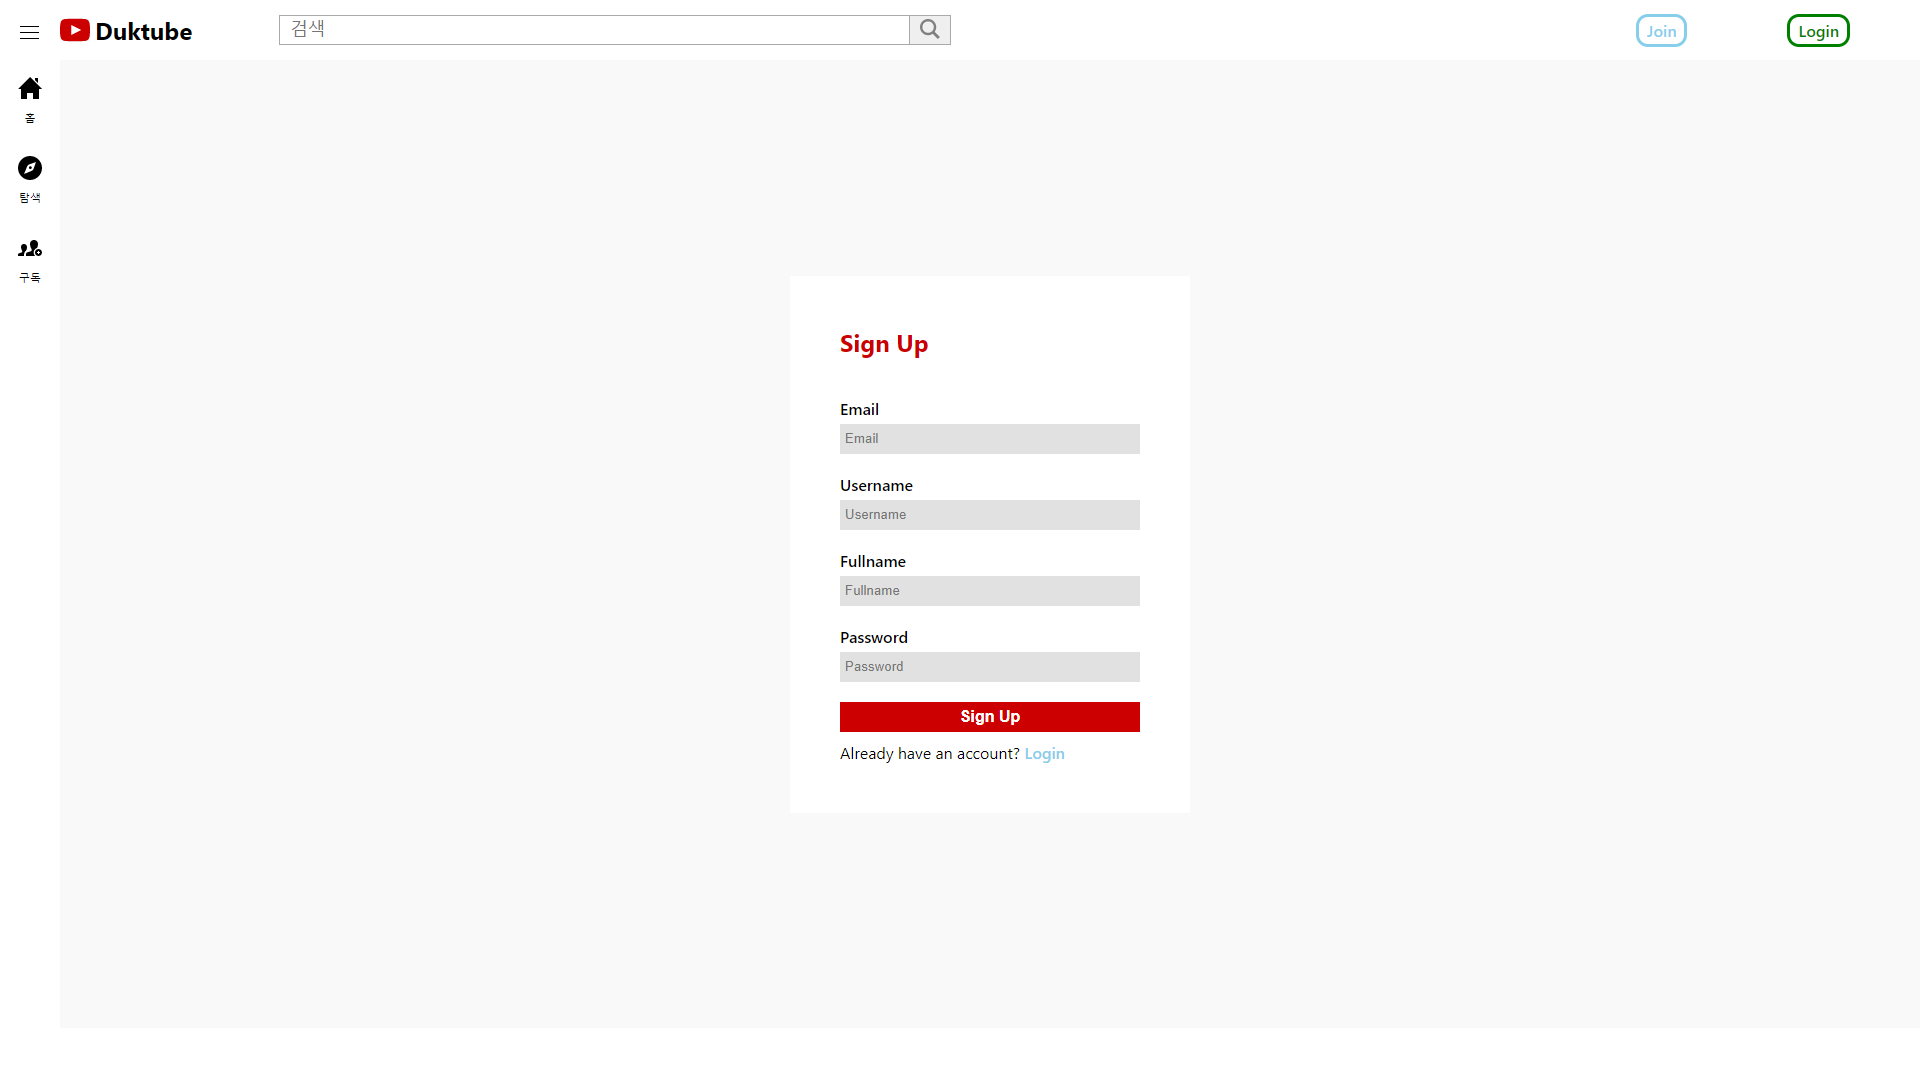 Duktube
검색
Join
Login
홈
탐색
구독
Sign Up
Email
Email
Username
Username
Fullname
Fullname
Password
Password
Sign Up
Already have an account? Login